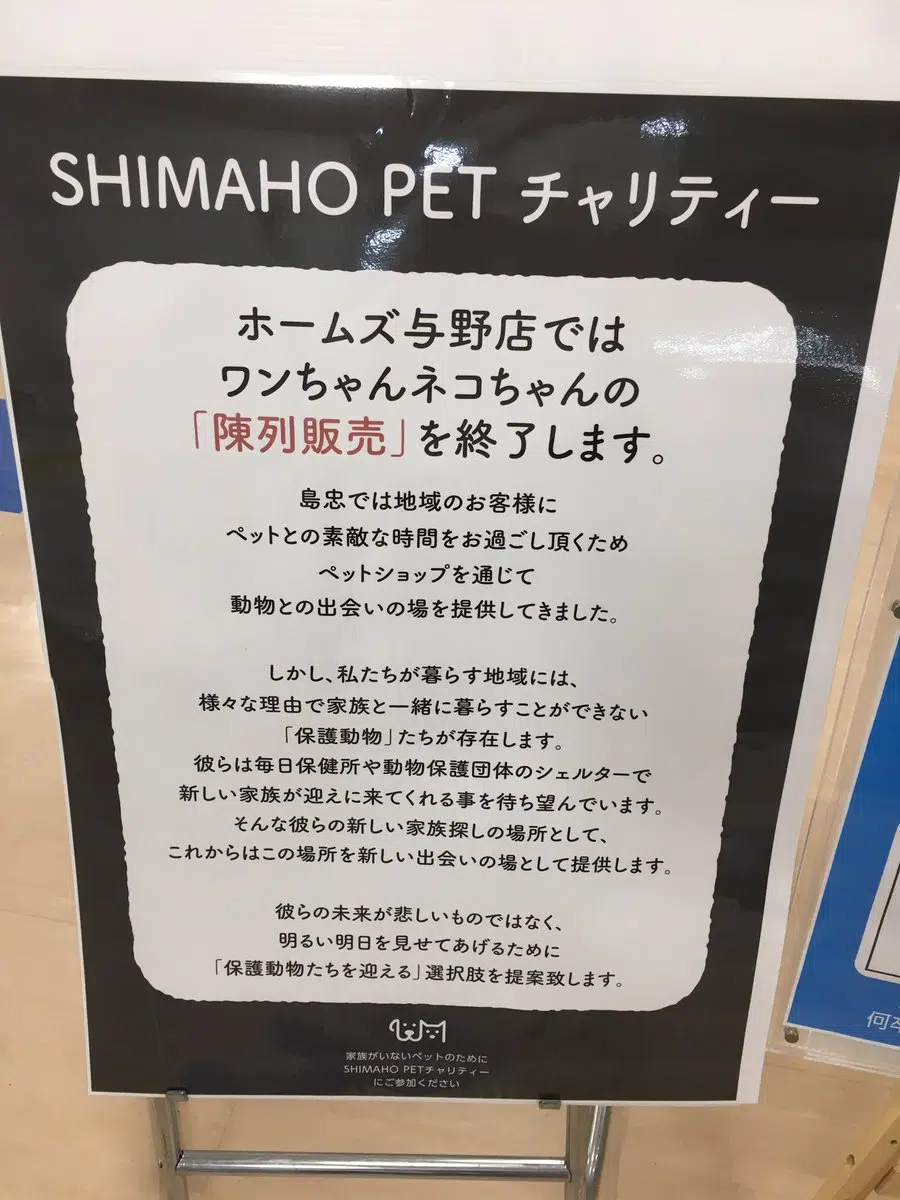 SHIMAHO PET チャリティー
ホームズ与野店では
ワンちゃんネコちゃんの
「陳列販売」を終了します。
島忠では地域のお客様に
ペットとの素敵な時間をお過ごし頂くため
ペットショップを通じて
動物との出会いの場を提供してきました。
しかし、私たちが暮らす地域には、
様々な理由で家族と一緒に暮らすことができない
「保護動物」たちが存在します。
彼らは毎日保健所や動物保護団体のシェルターで
新しい家族が迎えに来てくれる事を待ち望んでいます。
そんな彼らの新しい家族探しの場所として、
これからはこの場所を新しい出会いの場として提供します。
彼らの未来が悲しいものではなく、
明るい明日を見せてあげるために
「保護動物たちを迎える」選択肢を提案致します。
家族がいないペットのために
SHIMAHO PETチャリティー
にご参加ください
何